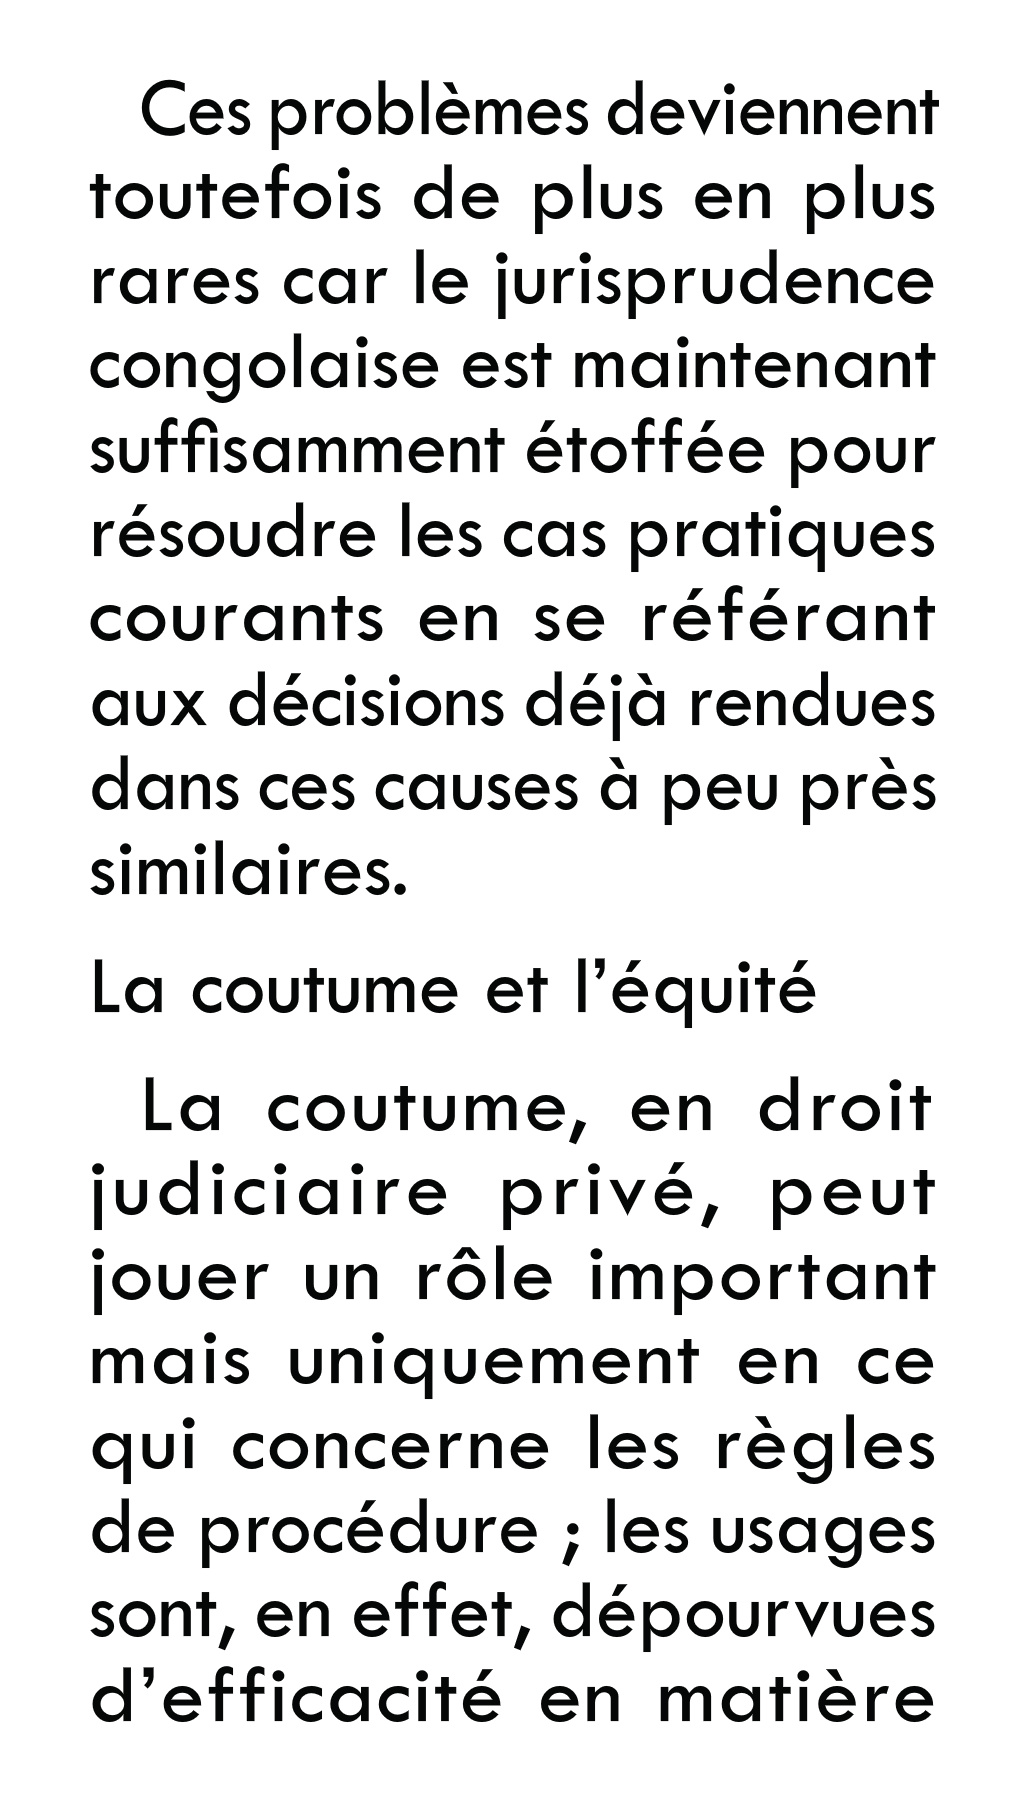 Ces problèmes deviennent
toutefois de plus en plus
rares car le jurisprudence
congolaise est maintenant
suffisamment étoffée pour
résoudre les cas pratiques
courants en se référant
aux décisions déjà rendues
dans ces causes à peu près
similaires.
La coutume et l’équité
La coutume, en droit
judiciaire privé, peut
jouer un rôle important
mais uniquement en ce
qui concerne les règles
de procédure ; les usages
sont, en effet, dépourvues
d’efficacité en matière